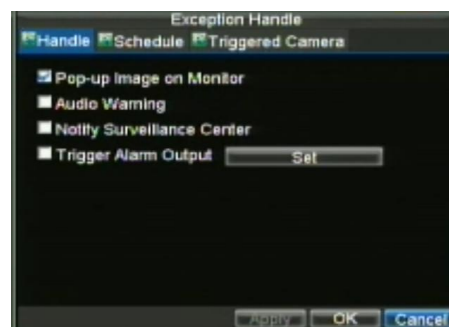 Exception Handle
Handle Schedule Triggered Camera
Pop-up Image on Monitor
Audio Warning
Notify Surveillance Center
Trigger Alarm Output Set
Apply OK Cancel